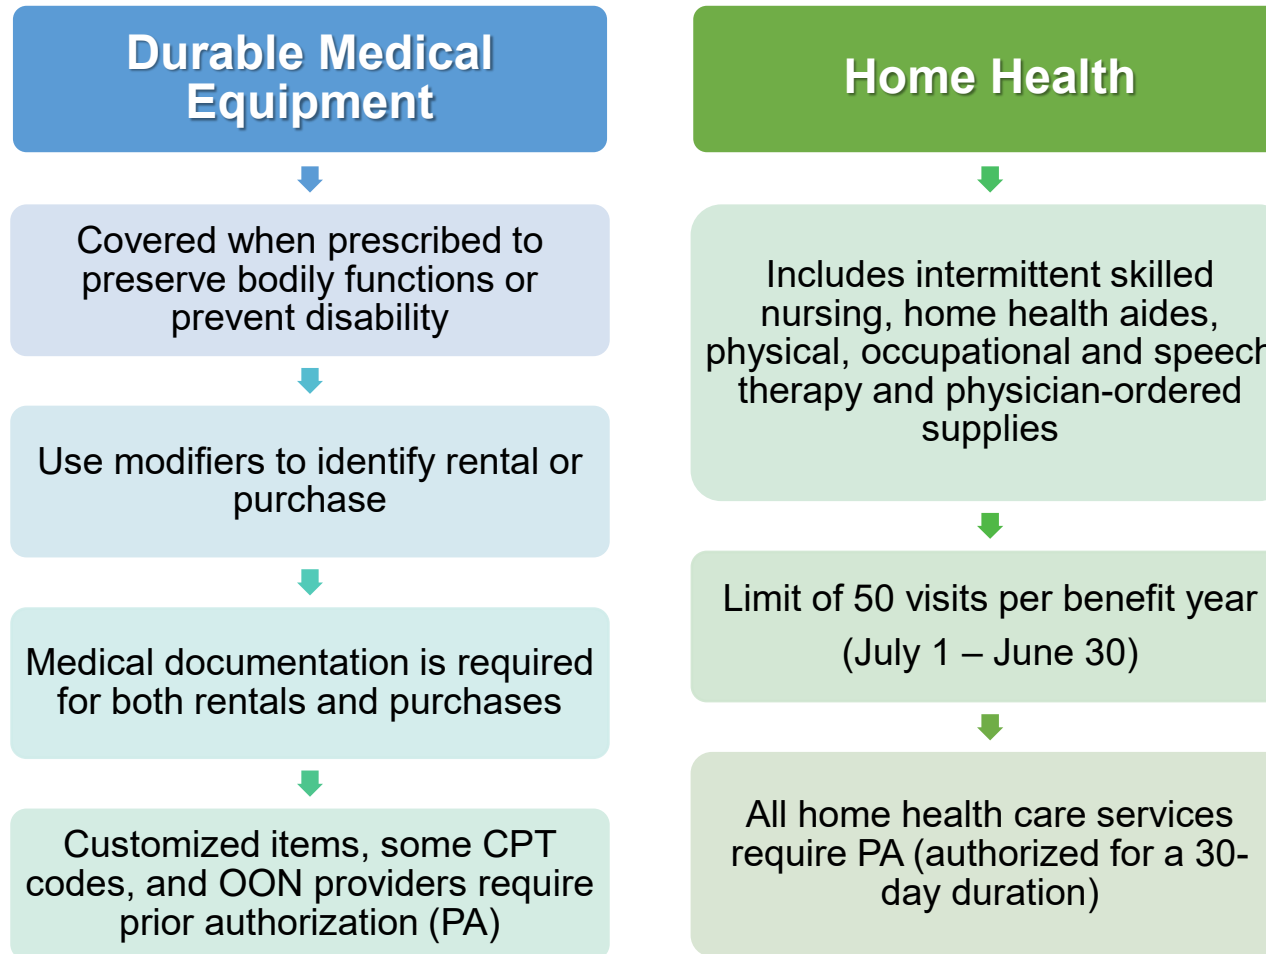 Durable Medical
Equipment
Covered when prescribed to
preserve bodily functions or
prevent disability
Use modifiers to identify rental or
purchase
Medical documentation is required
for both rentals and purchases
Customized items, some CPT
codes, and OON providers require
prior authorization (PA)
Home Health
Includes intermittent skilled
nursing, home health aides,
physical, occupational and speech
therapy and physician-ordered
supplies
Limit of 50 visits per benefit year
(July 1 – June 30)
All home health care services
require PA (authorized for a 30-
day duration)